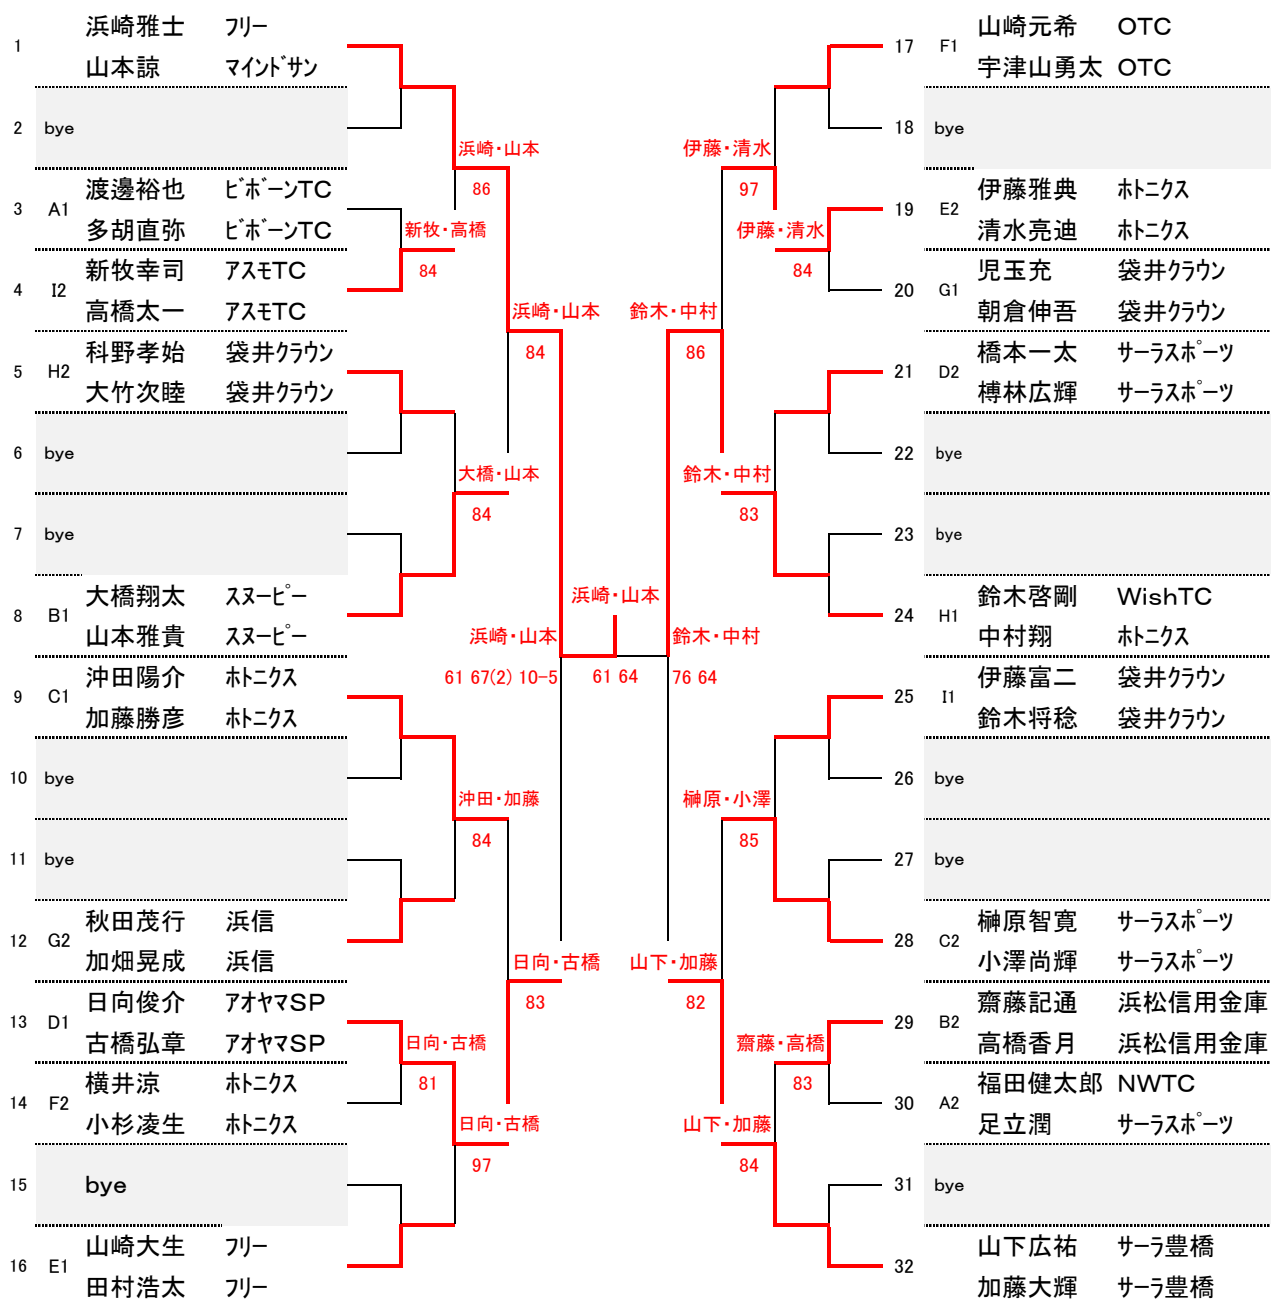 浜崎雅士 フリー
1
山本諒 マインドサン
2 bye
渡邊裕也 ビボーンTC
3 A1
多胡直弥 ビボーンTC
新牧幸司 アスモTC
4 I2
高橋太一 アスモTC
科野孝始 袋井クラウン
5 H2
大竹次睦 袋井クラウン
6 bye
7 bye
大橋翔太 スヌーピー
8 B1
山本雅貴 スヌーピー
沖田陽介 ホトニクス
9 C1
加藤勝彦 ホトニクス
10 bye
11 bye
秋田茂行 浜信
12 G2
加畑晃成 浜信
日向俊介 アオヤマSP
13 D1
古橋弘章 アオヤマSP
横井涼 ホトニクス
14 F2
小杉凌生 ホトニクス
15 bye
山崎大生 フリー
16 E1
田村浩太 フリー
浜崎・山本
86
新牧・高橋
84
浜崎・山本
84
大橋・山本
84
浜崎・山本
61 67(2) 10-5
沖田・加藤
84
日向・古橋
83
日向・古橋
81
日向・古橋
97
浜崎・山本
61 64
伊藤・清水
97
伊藤・清水
84
鈴木・中村
86
鈴木・中村
83
鈴木・中村
76 64
榊原・小澤
85
山下・加藤
82
齋藤・高橋
83
山下・加藤
84
山崎元希 OTC
17 F1
宇津山勇太 OTC
18 bye
伊藤雅典 ホトニクス
19 E2
清水亮迪 ホトニクス
児玉充 袋井クラウン
20 G1
朝倉伸吾 袋井クラウン
橋本一太 サーラスポーツ
21 D2
榑林広輝 サーラスポーツ
22 bye
23 bye
鈴木啓剛 WishTC
24 H1
中村翔 ホトニクス
伊藤富二 袋井クラウン
25 I1
鈴木将稔 袋井クラウン
26 bye
27 bye
榊原智寛 サーラスポーツ
28 C2
小澤尚輝 サーラスポーツ
齋藤記通 浜松信用金庫
29 B2
高橋香月 浜松信用金庫
福田健太郎 NWTC
30 A2
足立潤 サーラスポーツ
31 bye
山下広祐 サーラ豊橋
32
加藤大輝 サーラ豊橋